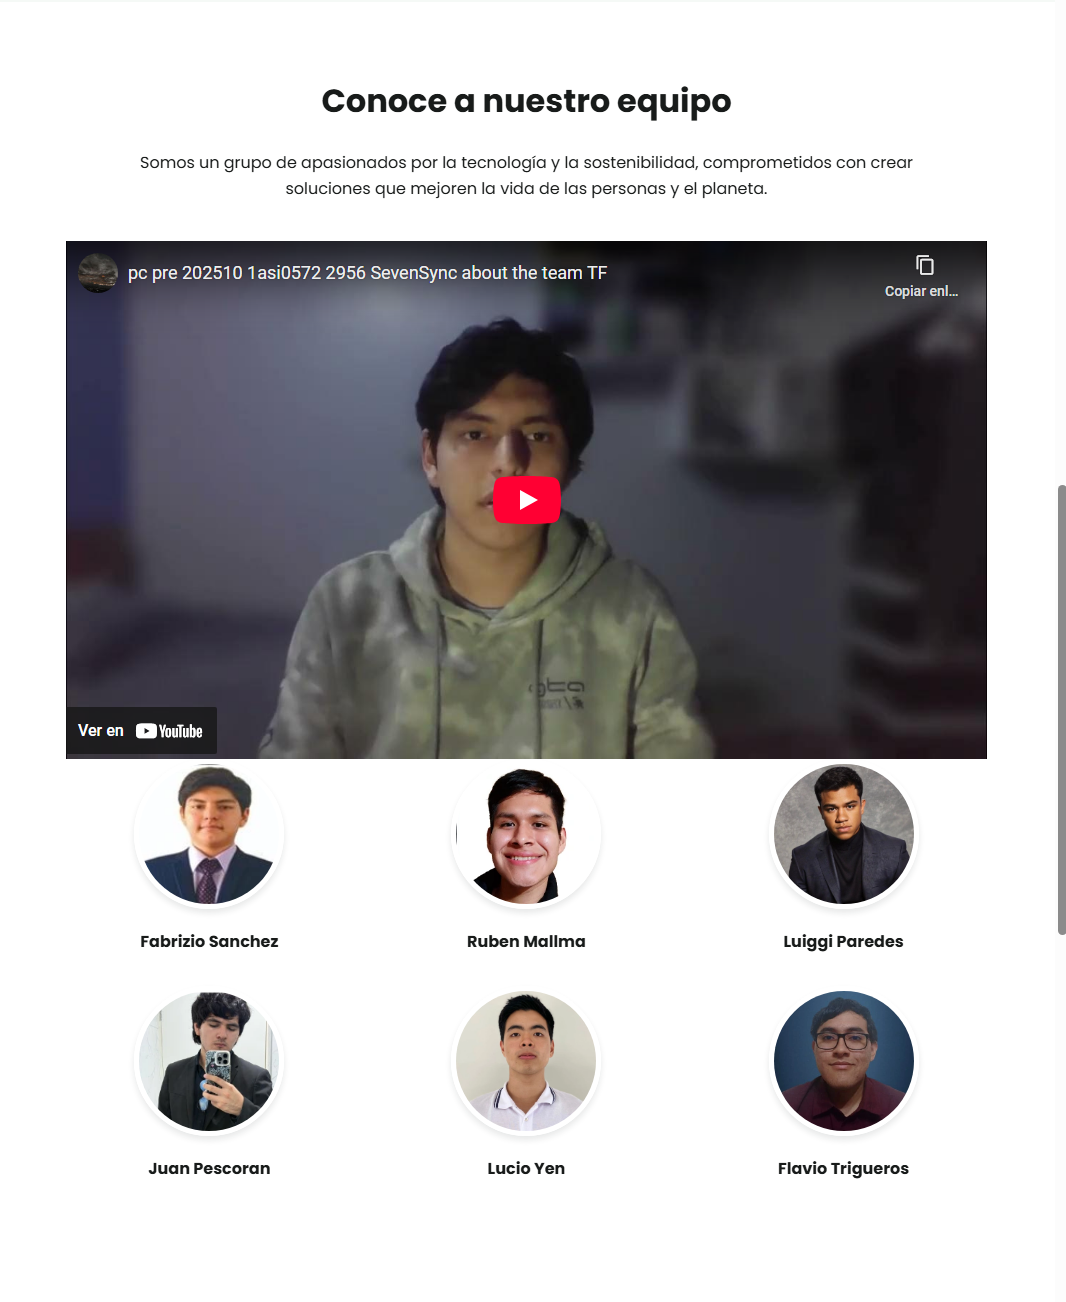 Conoce a nuestro equipo
Somos un grupo de apasionados por la tecnología y la sostenibilidad, comprometidos con crear
soluciones que mejoren la vida de las personas y el planeta.
pc pre 202510 1asi0572 2956 SevenSync about the team TF
Copiar enl...
gta
Ver en YouTube
Fabrizio Sanchez
Ruben Mallma
Luiggi Paredes
Juan Pescoran
Lucio Yen
Flavio Trigueros